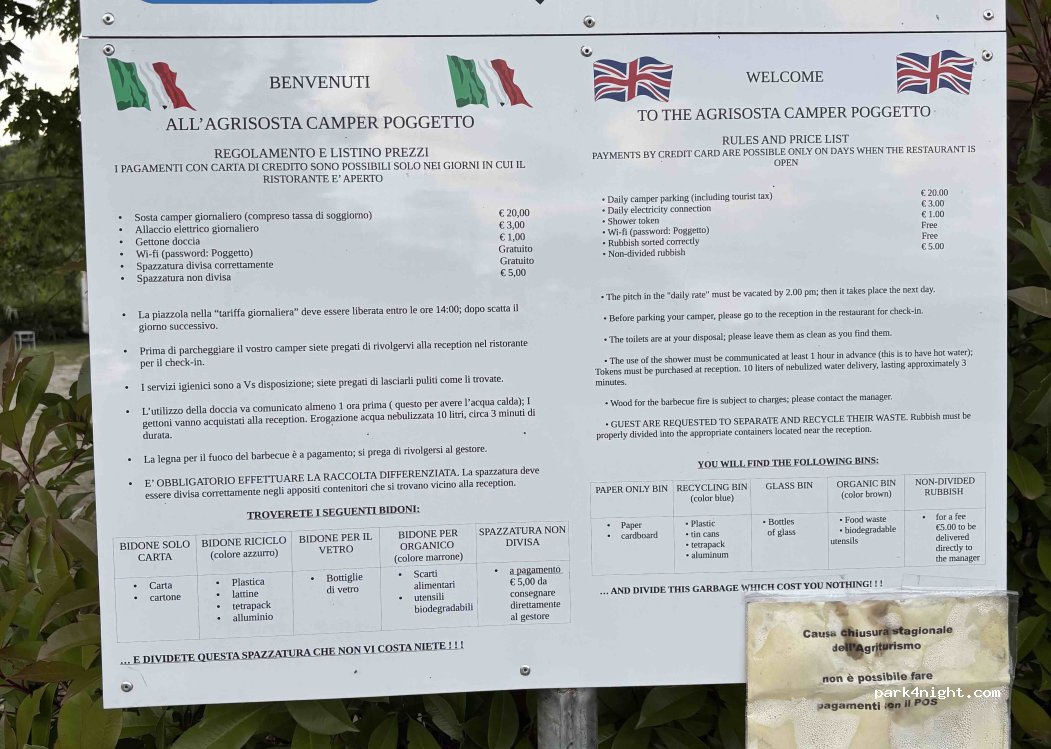 BENVENUTI
ALL'AGRISOSTA CAMPER POGGETTO
REGOLAMENTO E LISTINO PREZZI
I PAGAMENTI CON CARTA DI CREDITO SONO POSSIBILI SOLO NEI GIORNI IN CUI IL
RISTORANTE E' APERTO
• Sosta camper giornaliero (compreso tassa di soggiorno) € 20,00
• Allaccio elettrico giornaliero € 3,00
• Gettone doccia € 1,00
• Wi-fi (password: Poggetto) Gratuito
• Spazzatura divisa correttamente Gratuito
• Spazzatura non divisa € 5,00
• La piazzola nella “tariffa giornaliera” deve essere liberata entro le ore 14:00; dopo scatta il
giorno successivo.
• Prima di parcheggiare il vostro camper siete pregati di rivolgervi alla reception nel ristorante
per il check-in.
• I servizi igienici sono a Vs disposizione; siete pregati di lasciarli puliti come li trovate.
• L'utilizzo della doccia va comunicato almeno 1 ora prima ( questo per avere l'acqua calda); I
gettoni vanno acquistati alla reception. Erogazione acqua nebulizzata 10 litri, circa 3 minuti di
durata.
• La legna per il fuoco del barbecue è a pagamento; si prega di rivolgersi al gestore.
• E' OBBLIGATORIO EFFETTUARE LA RACCOLTA DIFFERENZIATA. La spazzatura deve
essere divisa correttamente negli appositi contenitori che si trovano vicino alla reception.
TROVERETE I SEGUENTI BIDONI:
BIDONE SOLO
CARTA
• Carta
• cartone
BIDONE RICICLO
(colore azzurro)
• Plastica
• lattine
• tetrapack
• alluminio
BIDONE PER IL
VETRO
• Bottiglie
di vetro
BIDONE PER
ORGANICO
(colore marrone)
• Scarti
alimentari
• utensili
biodegradabili
SPAZZATURA NON
DIVISA
• a pagamento
€ 5,00 da
consegnare
direttamente
al gestore
… E DIVIDETE QUESTA SPAZZATURA CHE NON VI COSTA NIETE ! ! !
WELCOME
TO THE AGRISOSTA CAMPER POGGETTO
RULES AND PRICE LIST
PAYMENTS BY CREDIT CARD ARE POSSIBLE ONLY ON DAYS WHEN THE RESTAURANT IS
OPEN
• Daily camper parking (including tourist tax) € 20.00
• Daily electricity connection € 3.00
• Shower token € 1.00
• Wi-fi (password: Poggetto) Free
• Rubbish sorted correctly Free
• Non-divided rubbish € 5.00
• The pitch in the "daily rate" must be vacated by 2.00 pm; then it takes place the next day.
• Before parking your camper, please go to the reception in the restaurant for check-in.
• The toilets are at your disposal; please leave them as clean as you find them.
• The use of the shower must be communicated at least 1 hour in advance (this is to have hot water);
Tokens must be purchased at reception. 10 liters of nebulized water delivery, lasting approximately 3
minutes.
• Wood for the barbecue fire is subject to charges; please contact the manager.
• GUEST ARE REQUESTED TO SEPARATE AND RECYCLE THEIR WASTE. Rubbish must be
properly divided into the appropriate containers located near the reception.
YOU WILL FIND THE FOLLOWING BINS:
PAPER ONLY BIN
• Paper
• cardboard
RECYCLING BIN
(color blue)
• Plastic
• tin cans
• tetrapack
• aluminum
GLASS BIN
• Bottles
of glass
ORGANIC BIN
(color brown)
• Food waste
• biodegradable
utensils
NON-DIVIDED
RUBBISH
• for a fee
€5.00 to be
delivered
directly to
the manager
… AND DIVIDE THIS GARBAGE WHICH COST YOU NOTHING! ! !
Causa chiusura stagionale
dell'Agriturismo
non è possibile fare
park4night.com
pagamenti con il POS